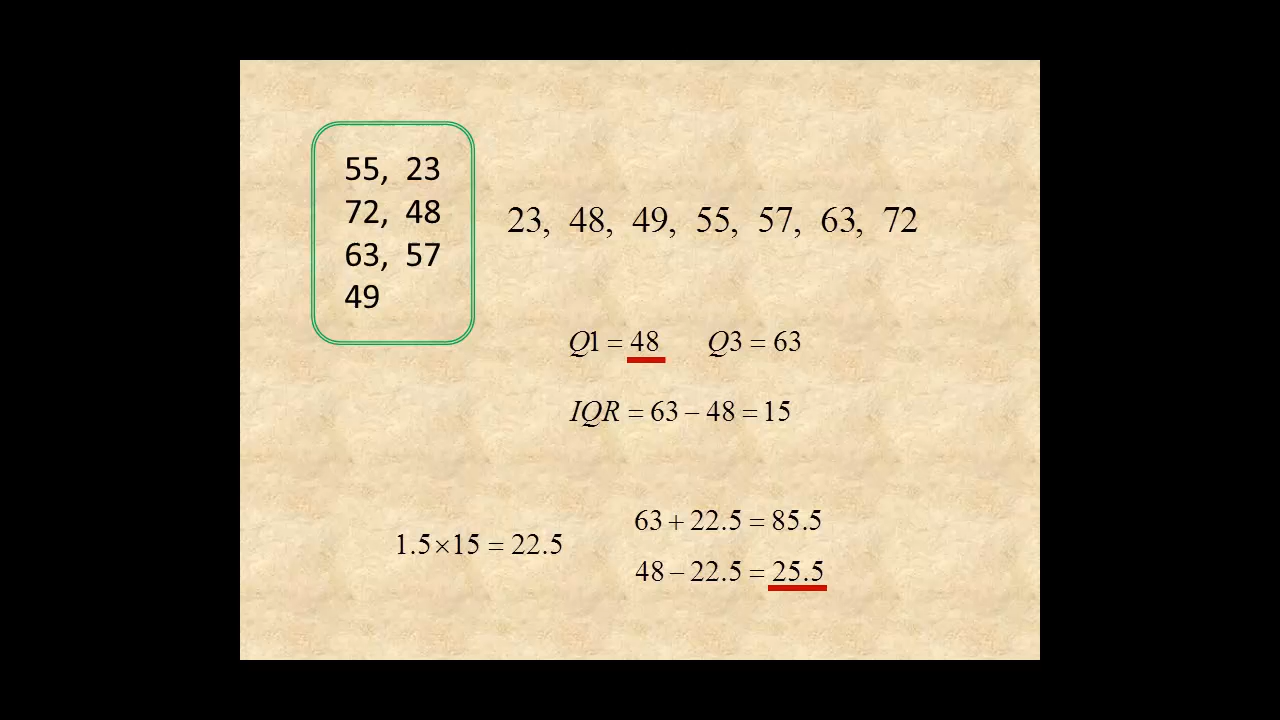 55, 23
72, 48
63, 57
49
23, 48, 49, 55, 57, 63, 72
Q1 = 48 Q3 = 63
IQR = 63 − 48 = 15
63 + 22.5 = 85.5
1.5×15 = 22.5
48 − 22.5 = 25.5